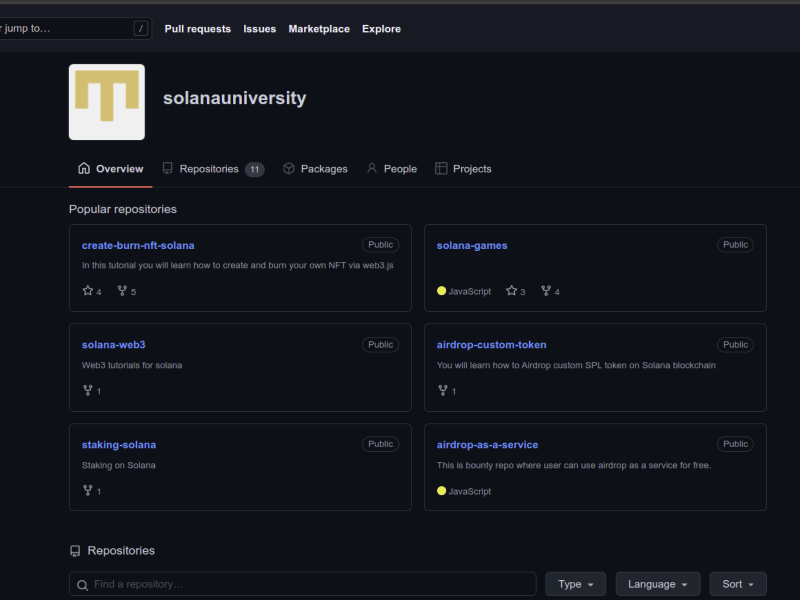 jump to… /
Pull requests Issues Marketplace Explore
solanauniversity
Overview Repositories 11 Packages People Projects
Popular repositories
create-burn-nft-solana Public
In this tutorial you will learn how to create and burn your own NFT via web3.js
4 5
solana-games Public
JavaScript 3 4
solana-web3 Public
Web3 tutorials for solana
1
airdrop-custom-token Public
You will learn how to Airdrop custom SPL token on Solana blockchain
1
staking-solana Public
Staking on Solana
1
airdrop-as-a-service Public
This is bounty repo where user can use airdrop as a service for free.
JavaScript
Repositories
Find a repository… Type Language Sort